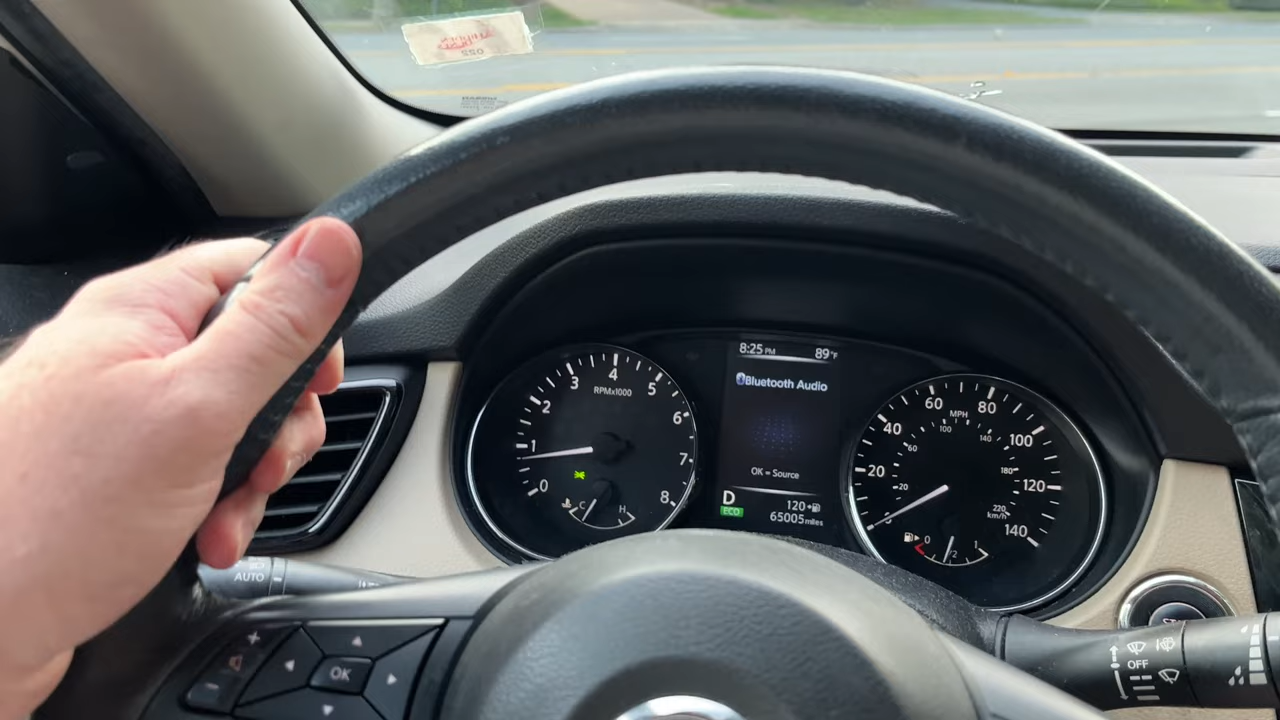 8:25 PM 89°F
Bluetooth Audio
OK = Source
D 120
ECO 65005 miles
0 1 2 3 4 5 6 7 8
RPMx1000
C H
20 40 60 80 100 120 140
MPH
20 60 100 140 180 220
km/h
0 1/2 1
AUTO
+
OK
-
OFF